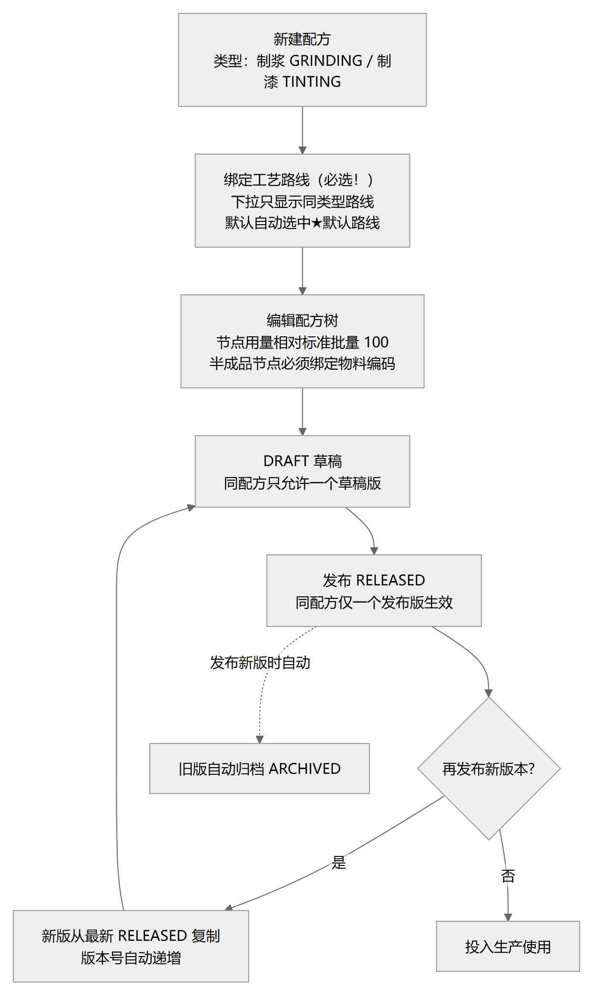 新建配方
类型：制浆 GRINDING / 制
漆 TINTING
绑定工艺路线（必选！）
下拉只显示同类型路线
默认自动选中★默认路线
编辑配方树
节点用量相对标准批量 100
半成品节点必须绑定物料编码
DRAFT 草稿
同配方只允许一个草稿版
发布 RELEASED
同配方仅一个发布版生效
发布新版时自动
旧版自动归档 ARCHIVED
再发布新版本?
是
否
新版从最新 RELEASED 复制
版本号自动递增
投入生产使用